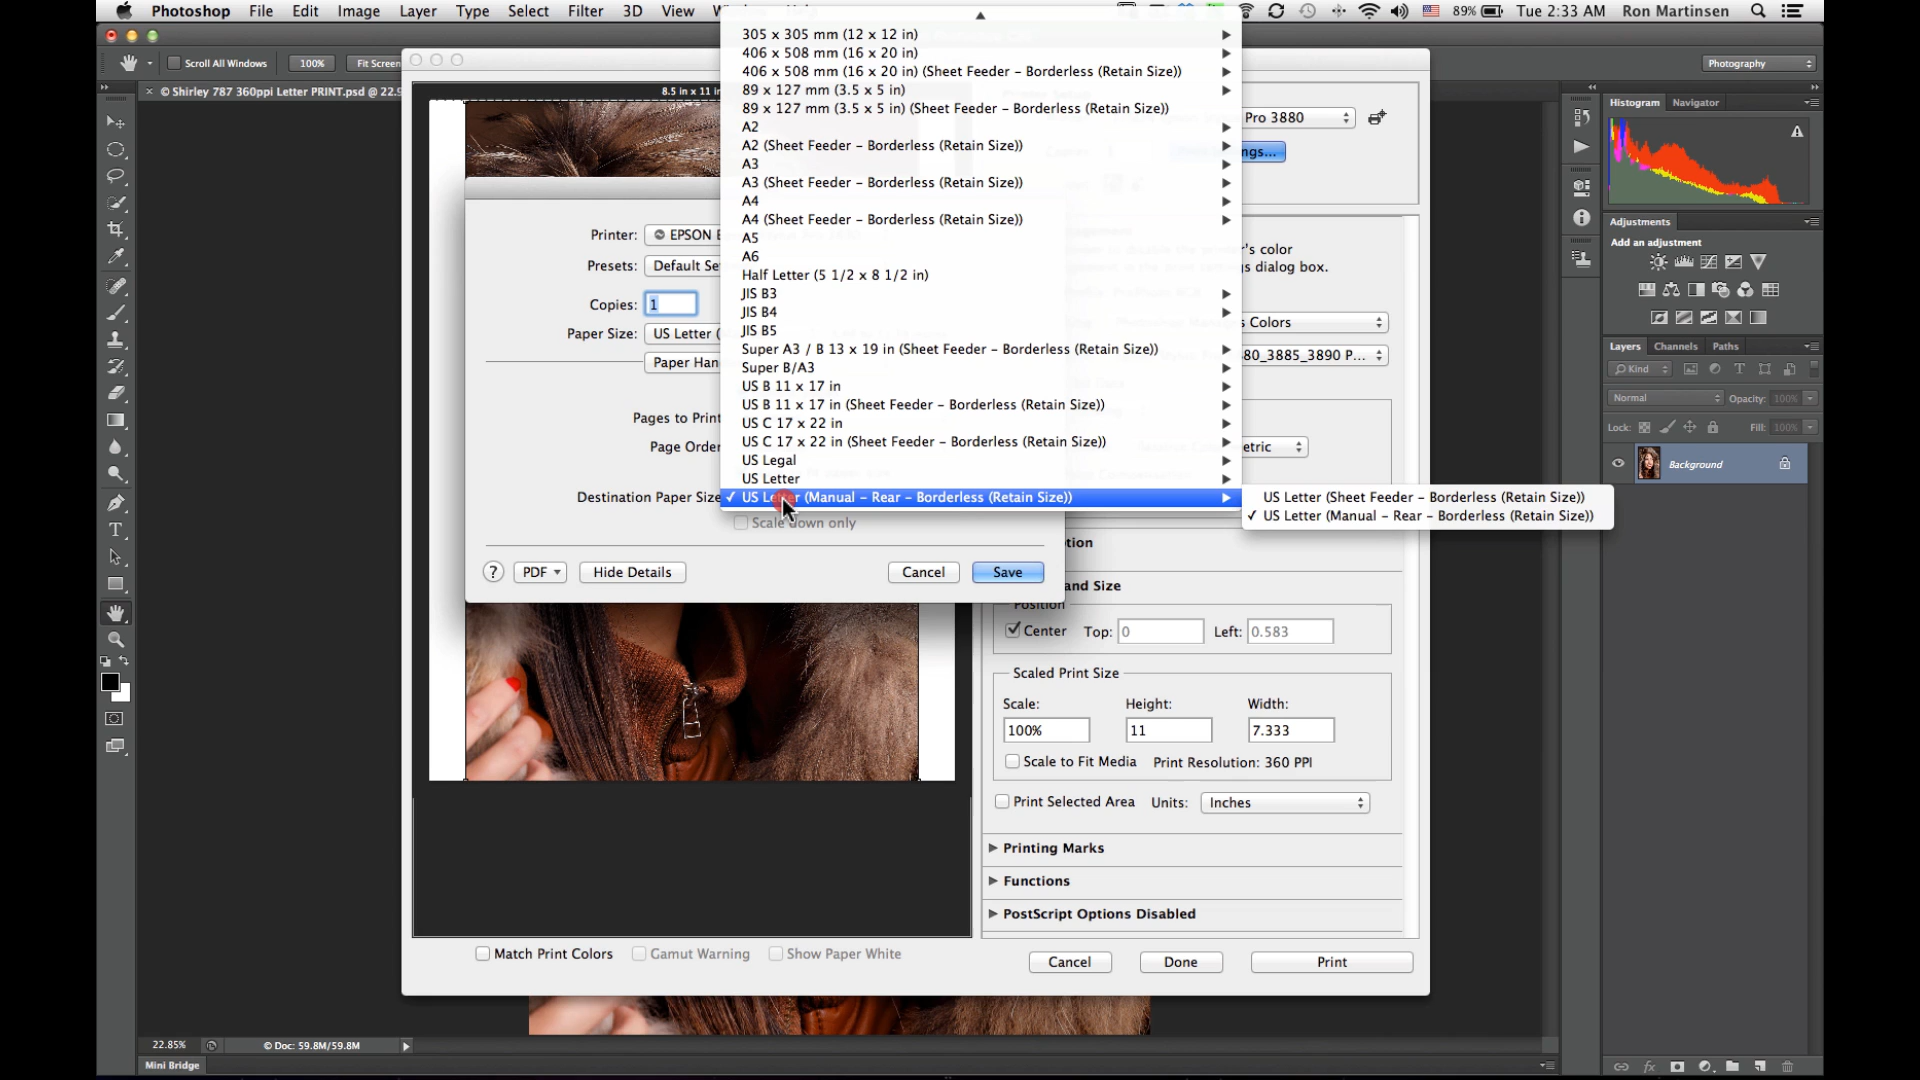 Photoshop File Edit Image Layer Type Select Filter 3D View 89% Tue 2:33 AM Ron Martinsen
Scroll All Windows 100% Fit Screen Photography
© Shirley 787 360ppi Letter PRINT.psd @ 22.9
8.5 in x 11 in
305 x 305 mm (12 x 12 in)
406 x 508 mm (16 x 20 in)
406 x 508 mm (16 x 20 in) (Sheet Feeder - Borderless (Retain Size))
89 x 127 mm (3.5 x 5 in)
89 x 127 mm (3.5 x 5 in) (Sheet Feeder - Borderless (Retain Size))
A2
A2 (Sheet Feeder - Borderless (Retain Size))
A3
A3 (Sheet Feeder - Borderless (Retain Size))
A4
A4 (Sheet Feeder - Borderless (Retain Size))
A5
A6
Half Letter (5 1/2 x 8 1/2 in)
JIS B3
JIS B4
JIS B5
Super A3 / B 13 x 19 in (Sheet Feeder - Borderless (Retain Size))
Super B/A3
US B 11 x 17 in
US B 11 x 17 in (Sheet Feeder - Borderless (Retain Size))
US C 17 x 22 in
US C 17 x 22 in (Sheet Feeder - Borderless (Retain Size))
US Legal
US Letter
US Letter (Manual - Rear - Borderless (Retain Size))
US Letter (Sheet Feeder - Borderless (Retain Size))
US Letter (Manual - Rear - Borderless (Retain Size))
Printer: EPSON
Presets: Default Se
Copies: 1
Paper Size: US Letter (
Paper Han
Pages to Print
Page Order
Destination Paper Size
Scale down only
? PDF Hide Details Cancel Save
Pro 3880
ngs...
's color
gs dialog box.
s Colors
80_3885_3890 P...
etric
tion
and Size
Position
Center Top: 0 Left: 0.583
Scaled Print Size
Scale: Height: Width:
100% 11 7.333
Scale to Fit Media Print Resolution: 360 PPI
Print Selected Area Units: Inches
Printing Marks
Functions
PostScript Options Disabled
Match Print Colors Gamut Warning Show Paper White
Cancel Done Print
Histogram Navigator
Adjustments
Add an adjustment
Layers Channels Paths
Kind
Normal Opacity: 100%
Lock: Fill: 100%
Background
22.85% © Doc: 59.8M/59.8M
Mini Bridge